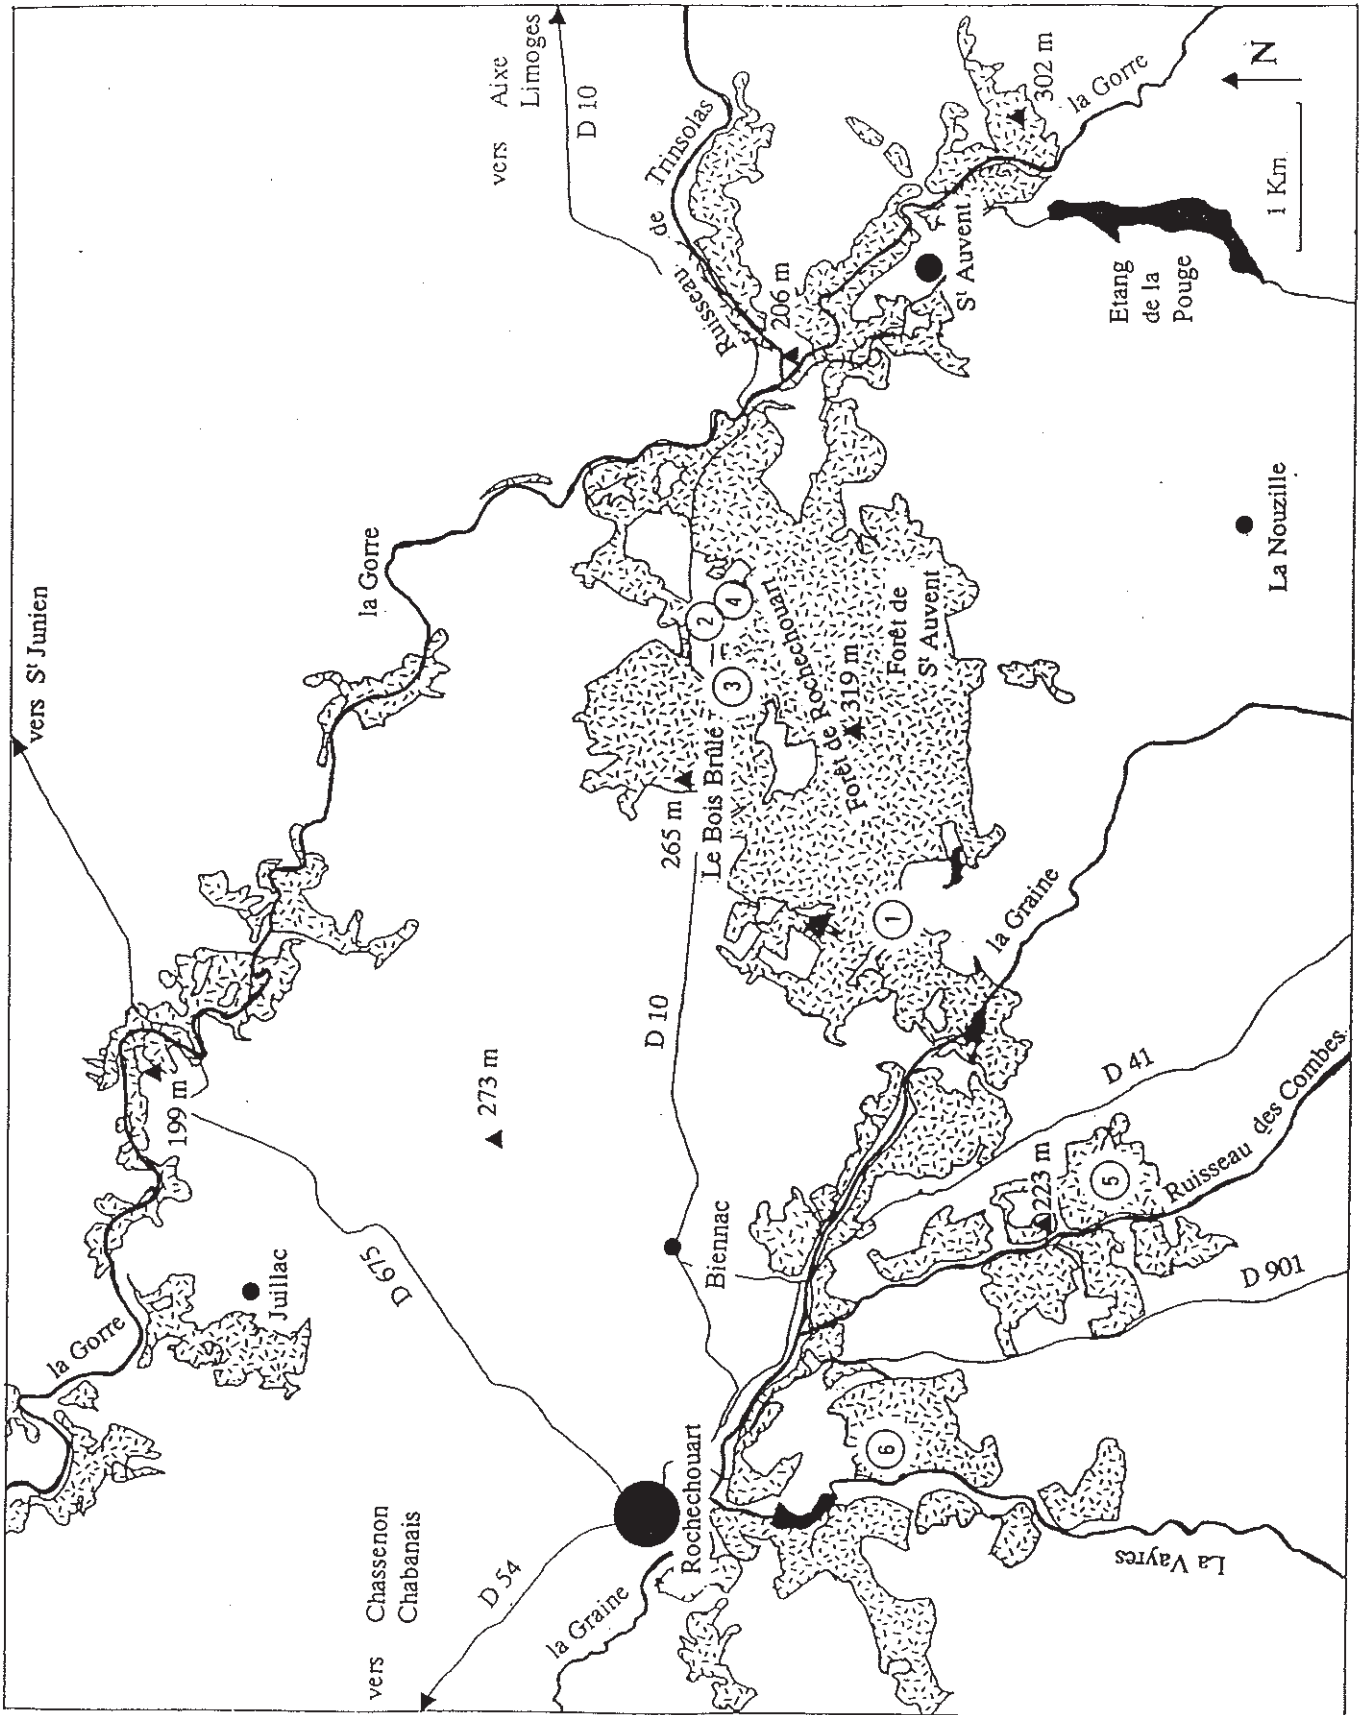 vers Chassenon
Chabanais
D 54
la Graine
Rochechouart
la Gorre
Juillac
D 675
199 m
vers Sᵗ Junien
273 m
la Gorre
Biennac
D 10
265 m
Le Bois Brûlé
Forêt de Rochechouart
319 m
Forêt de
Sᵗ Auvent
1
2
3
4
5
6
la Graine
D 41
Ruisseau des Combes
223 m
D 901
La Vayres
vers Aixe
Limoges
D 10
Ruisseau de Trinsolas
206 m
Sᵗ Auvent
302 m
la Gorre
Etang
de la
Pouge
La Nouzille
N
1 Km